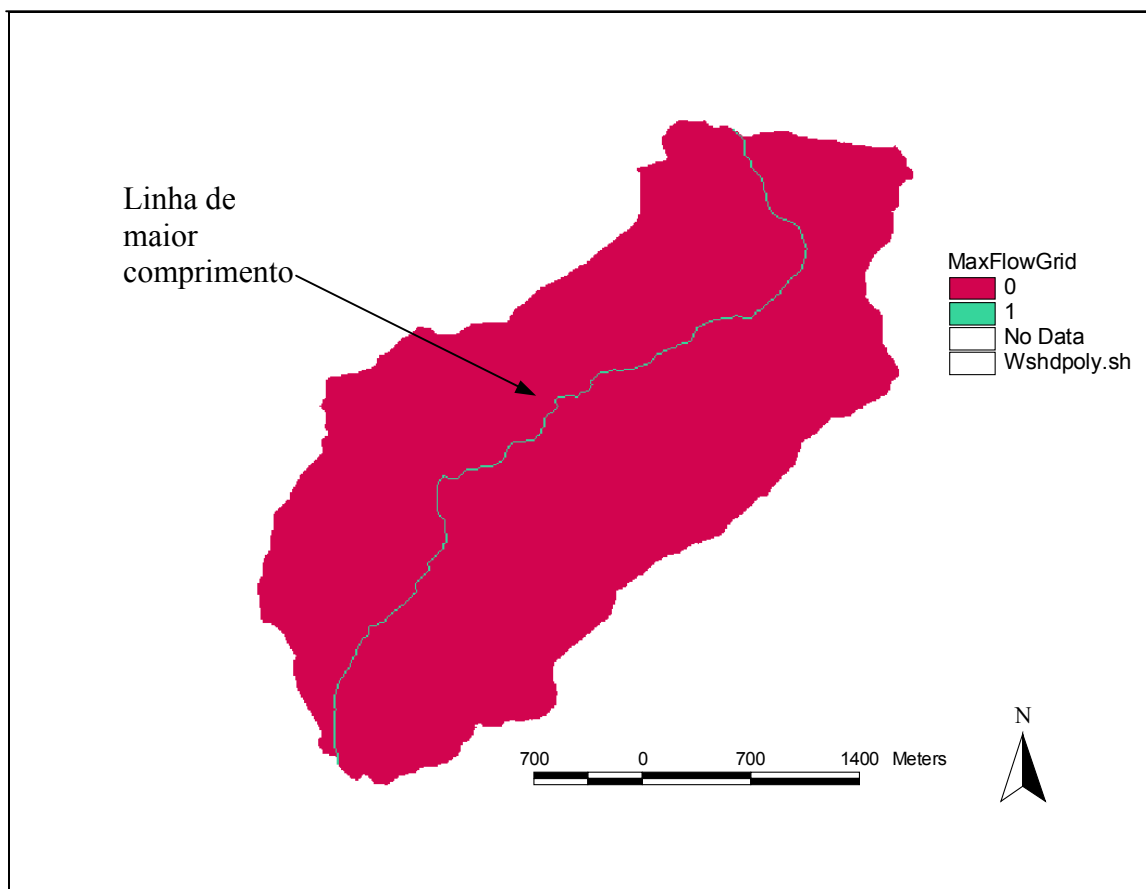 Linha de
maior
comprimento
MaxFlowGrid
0
1
No Data
Wshdpoly.sh
N
700 0 700 1400 Meters